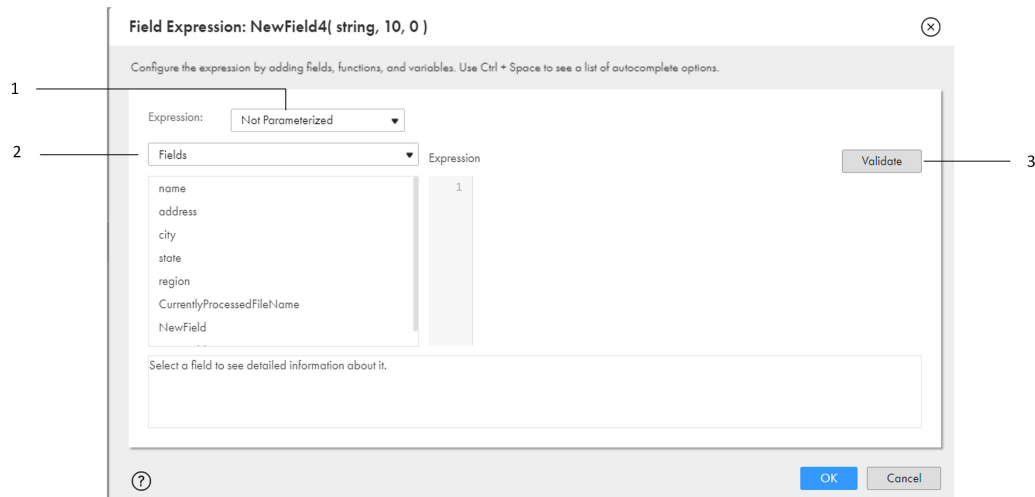 Field Expression: NewField4( string, 10, 0 )
Configure the expression by adding fields, functions, and variables. Use Ctrl + Space to see a list of autocomplete options.
1
Expression:
Not Parameterized
2
Fields
Expression
Validate
3
name
1
address
city
state
region
CurrentlyProcessedFileName
NewField
Select a field to see detailed information about it.
?
OK
Cancel